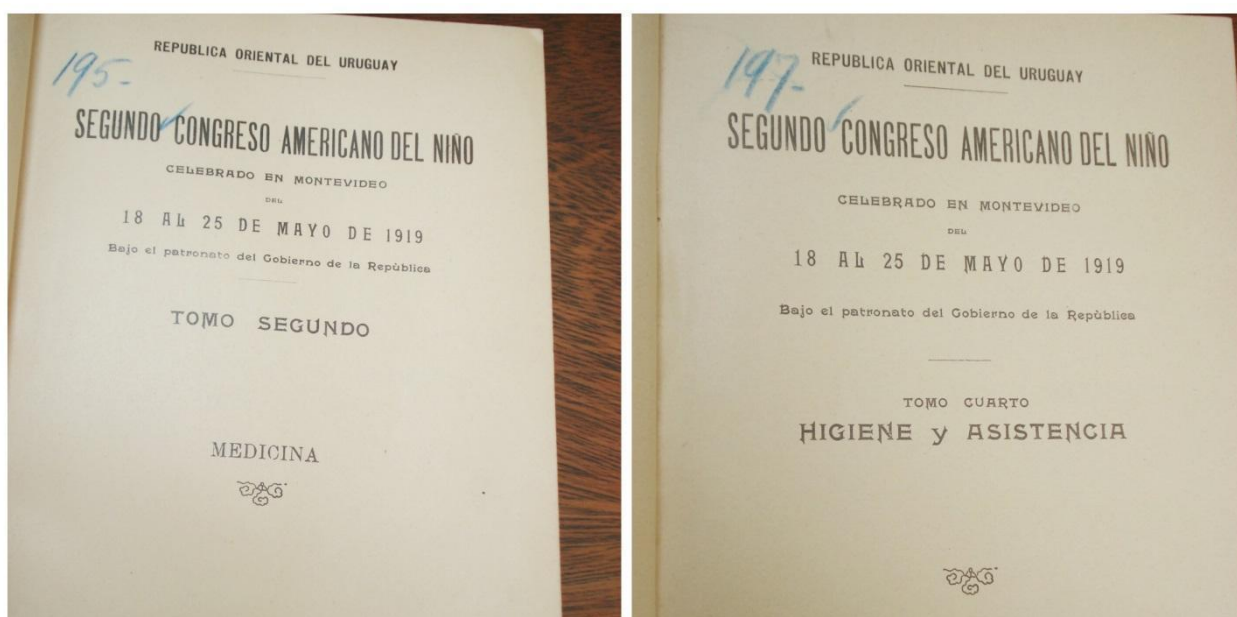 REPUBLICA ORIENTAL DEL URUGUAY
195-
SEGUNDO CONGRESO AMERICANO DEL NIÑO
CELEBRADO EN MONTEVIDEO
DEL
18 AL 25 DE MAYO DE 1919
Bajo el patronato del Gobierno de la República
TOMO SEGUNDO
MEDICINA
REPUBLICA ORIENTAL DEL URUGUAY
197-
SEGUNDO CONGRESO AMERICANO DEL NIÑO
CELEBRADO EN MONTEVIDEO
DEL
18 AL 25 DE MAYO DE 1919
Bajo el patronato del Gobierno de la Repùblica
TOMO CUARTO
HIGIENE y ASISTENCIA